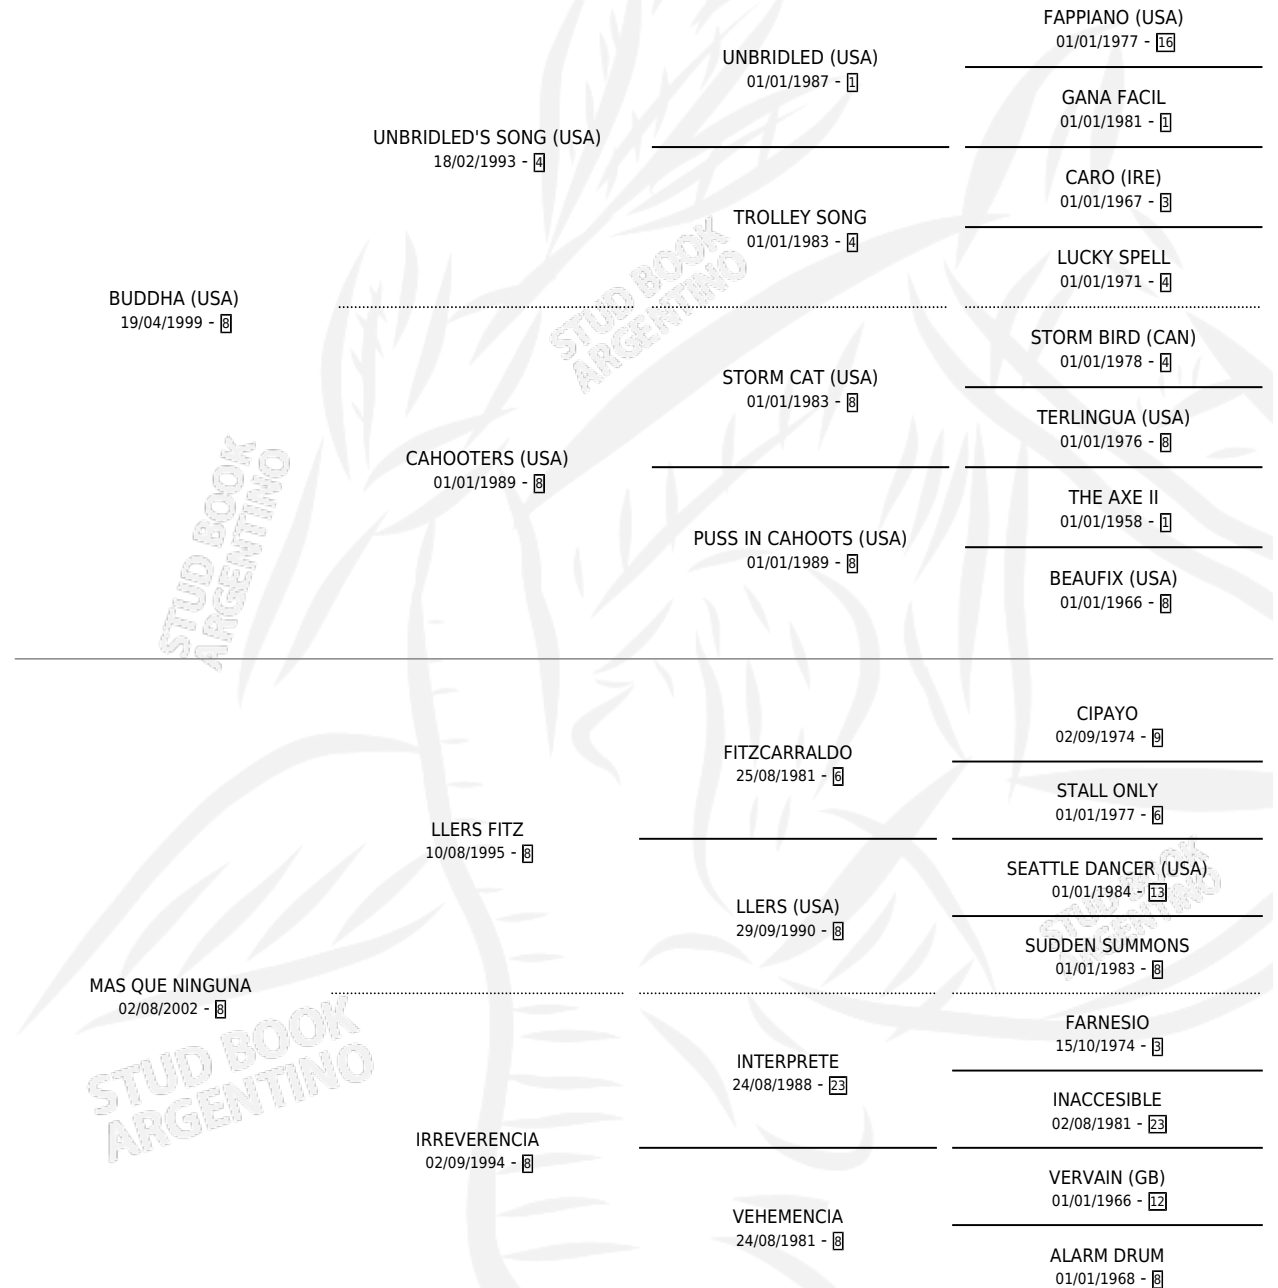 FAPPIANO (USA)
01/01/1977 - 16
UNBRIDLED (USA)
01/01/1987 - 1
GANA FACIL
01/01/1981 - 1
UNBRIDLED'S SONG (USA)
18/02/1993 - 4
CARO (IRE)
01/01/1967 - 3
TROLLEY SONG
01/01/1983 - 4
LUCKY SPELL
01/01/1971 - 4
BUDDHA (USA)
19/04/1999 - 8
STORM BIRD (CAN)
01/01/1978 - 4
STORM CAT (USA)
01/01/1983 - 8
TERLINGUA (USA)
01/01/1976 - 8
CAHOOTERS (USA)
01/01/1989 - 8
THE AXE II
01/01/1958 - 1
PUSS IN CAHOOTS (USA)
01/01/1989 - 8
BEAUFIX (USA)
01/01/1966 - 8
STUD BOOK
ARGENTINO
STUD BOOK
ARGENTINO
CIPAYO
02/09/1974 - 9
FITZCARRALDO
25/08/1981 - 6
STALL ONLY
01/01/1977 - 6
LLERS FITZ
10/08/1995 - 8
SEATTLE DANCER (USA)
01/01/1984 - 13
LLERS (USA)
29/09/1990 - 8
SUDDEN SUMMONS
01/01/1983 - 8
STUD BOOK
ARGENTINO
MAS QUE NINGUNA
02/08/2002 - 8
FARNESIO
15/10/1974 - 3
INTERPRETE
24/08/1988 - 23
INACCESIBLE
02/08/1981 - 23
IRREVERENCIA
02/09/1994 - 8
VERVAIN (GB)
01/01/1966 - 12
VEHEMENCIA
24/08/1981 - 8
ALARM DRUM
01/01/1968 - 8
STUD BOOK
ARGENTINO